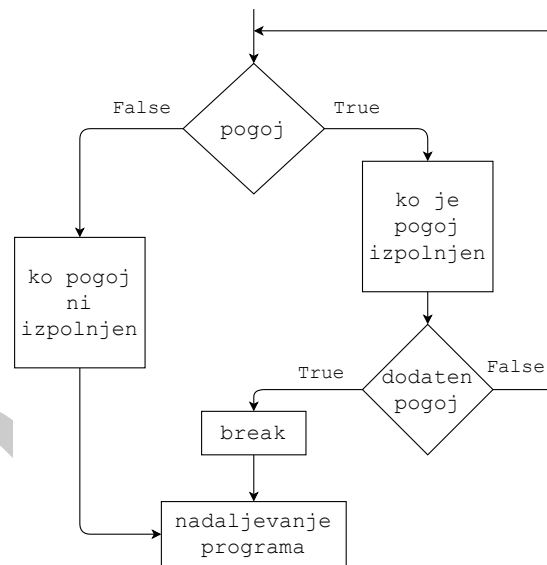 False
True
pogoj
ko je
pogoj
izpolnjen
ko pogoj
ni
izpolnjen
True
dodaten
pogoj
False
break
nadaljevanje
programa